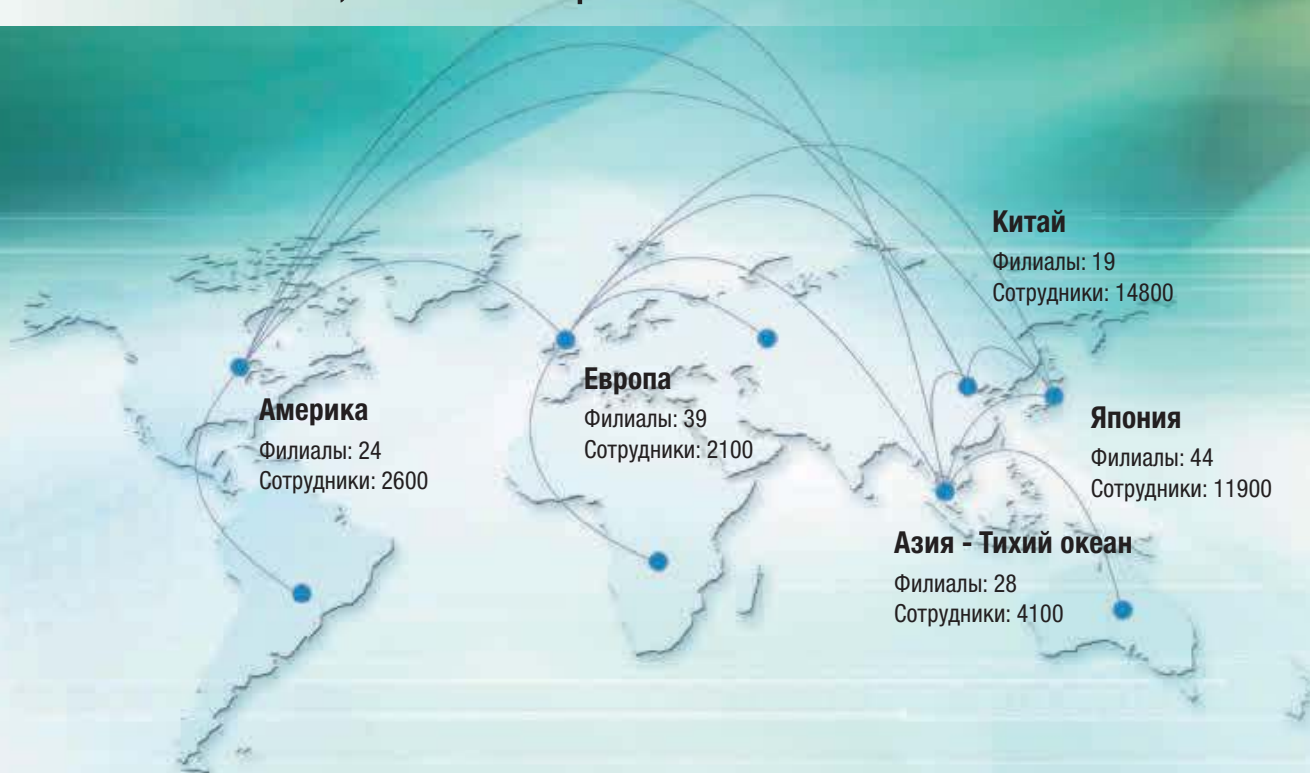 Китай
Филиалы: 19
Сотрудники: 14800
Европа
Филиалы: 39
Сотрудники: 2100
Америка
Филиалы: 24
Сотрудники: 2600
Япония
Филиалы: 44
Сотрудники: 11900
Азия - Тихий океан
Филиалы: 28
Сотрудники: 4100